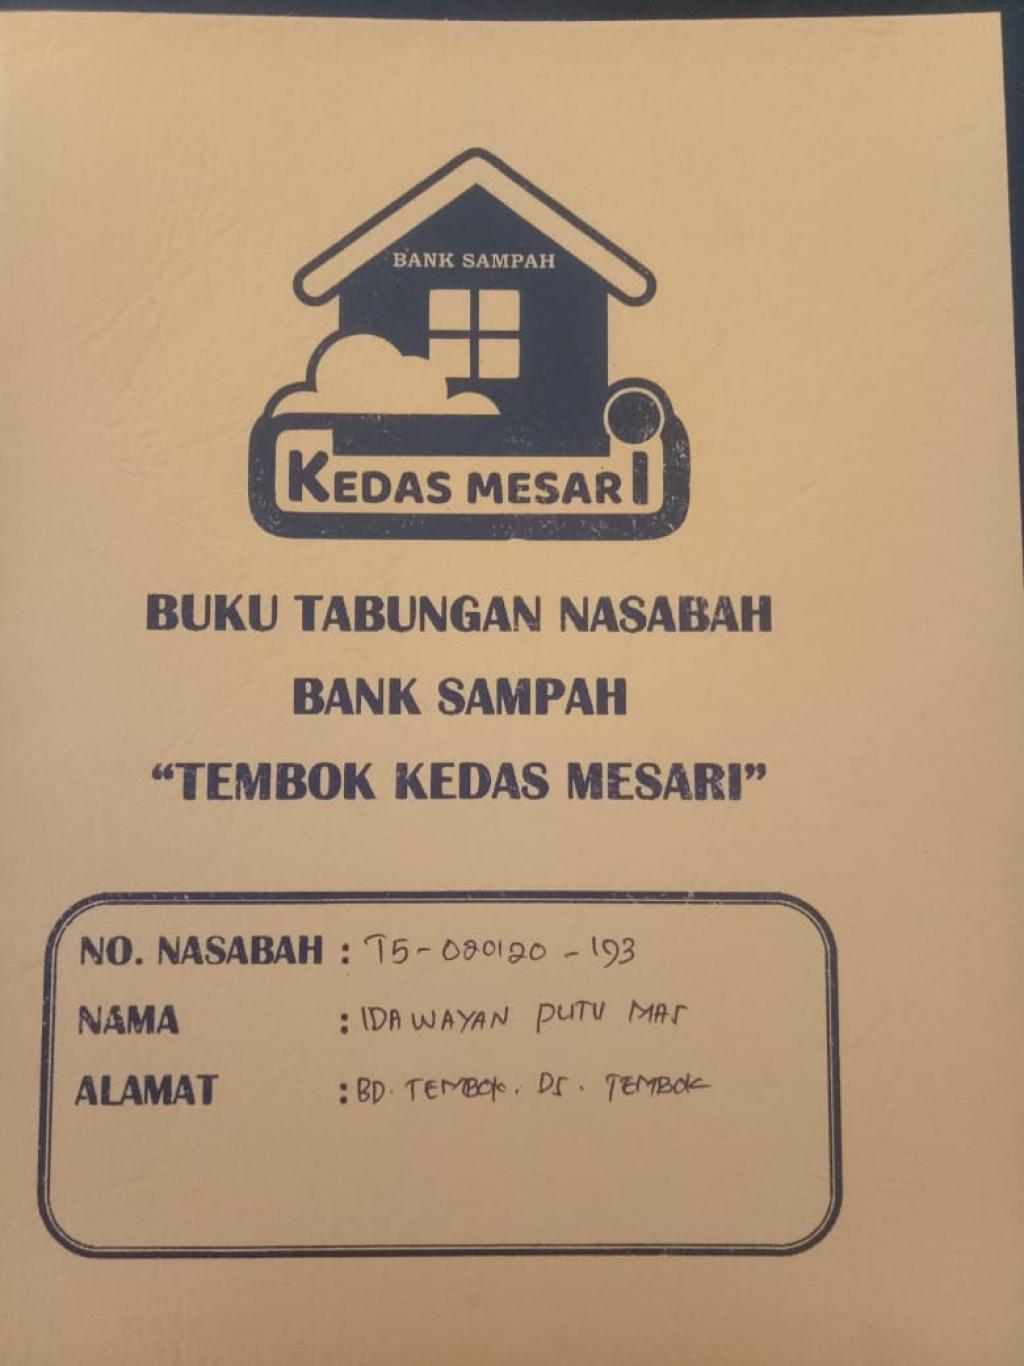 BANK SAMPAH
KEDAS MESARI
BUKU TABUNGAN NASABAH
BANK SAMPAH
“TEMBOK KEDAS MESARI”
NO. NASABAH : T5-080120-193
NAMA : IDA WAYAN PUTU MAS
ALAMAT : BD. TEMBOK. DS. TEMBOK